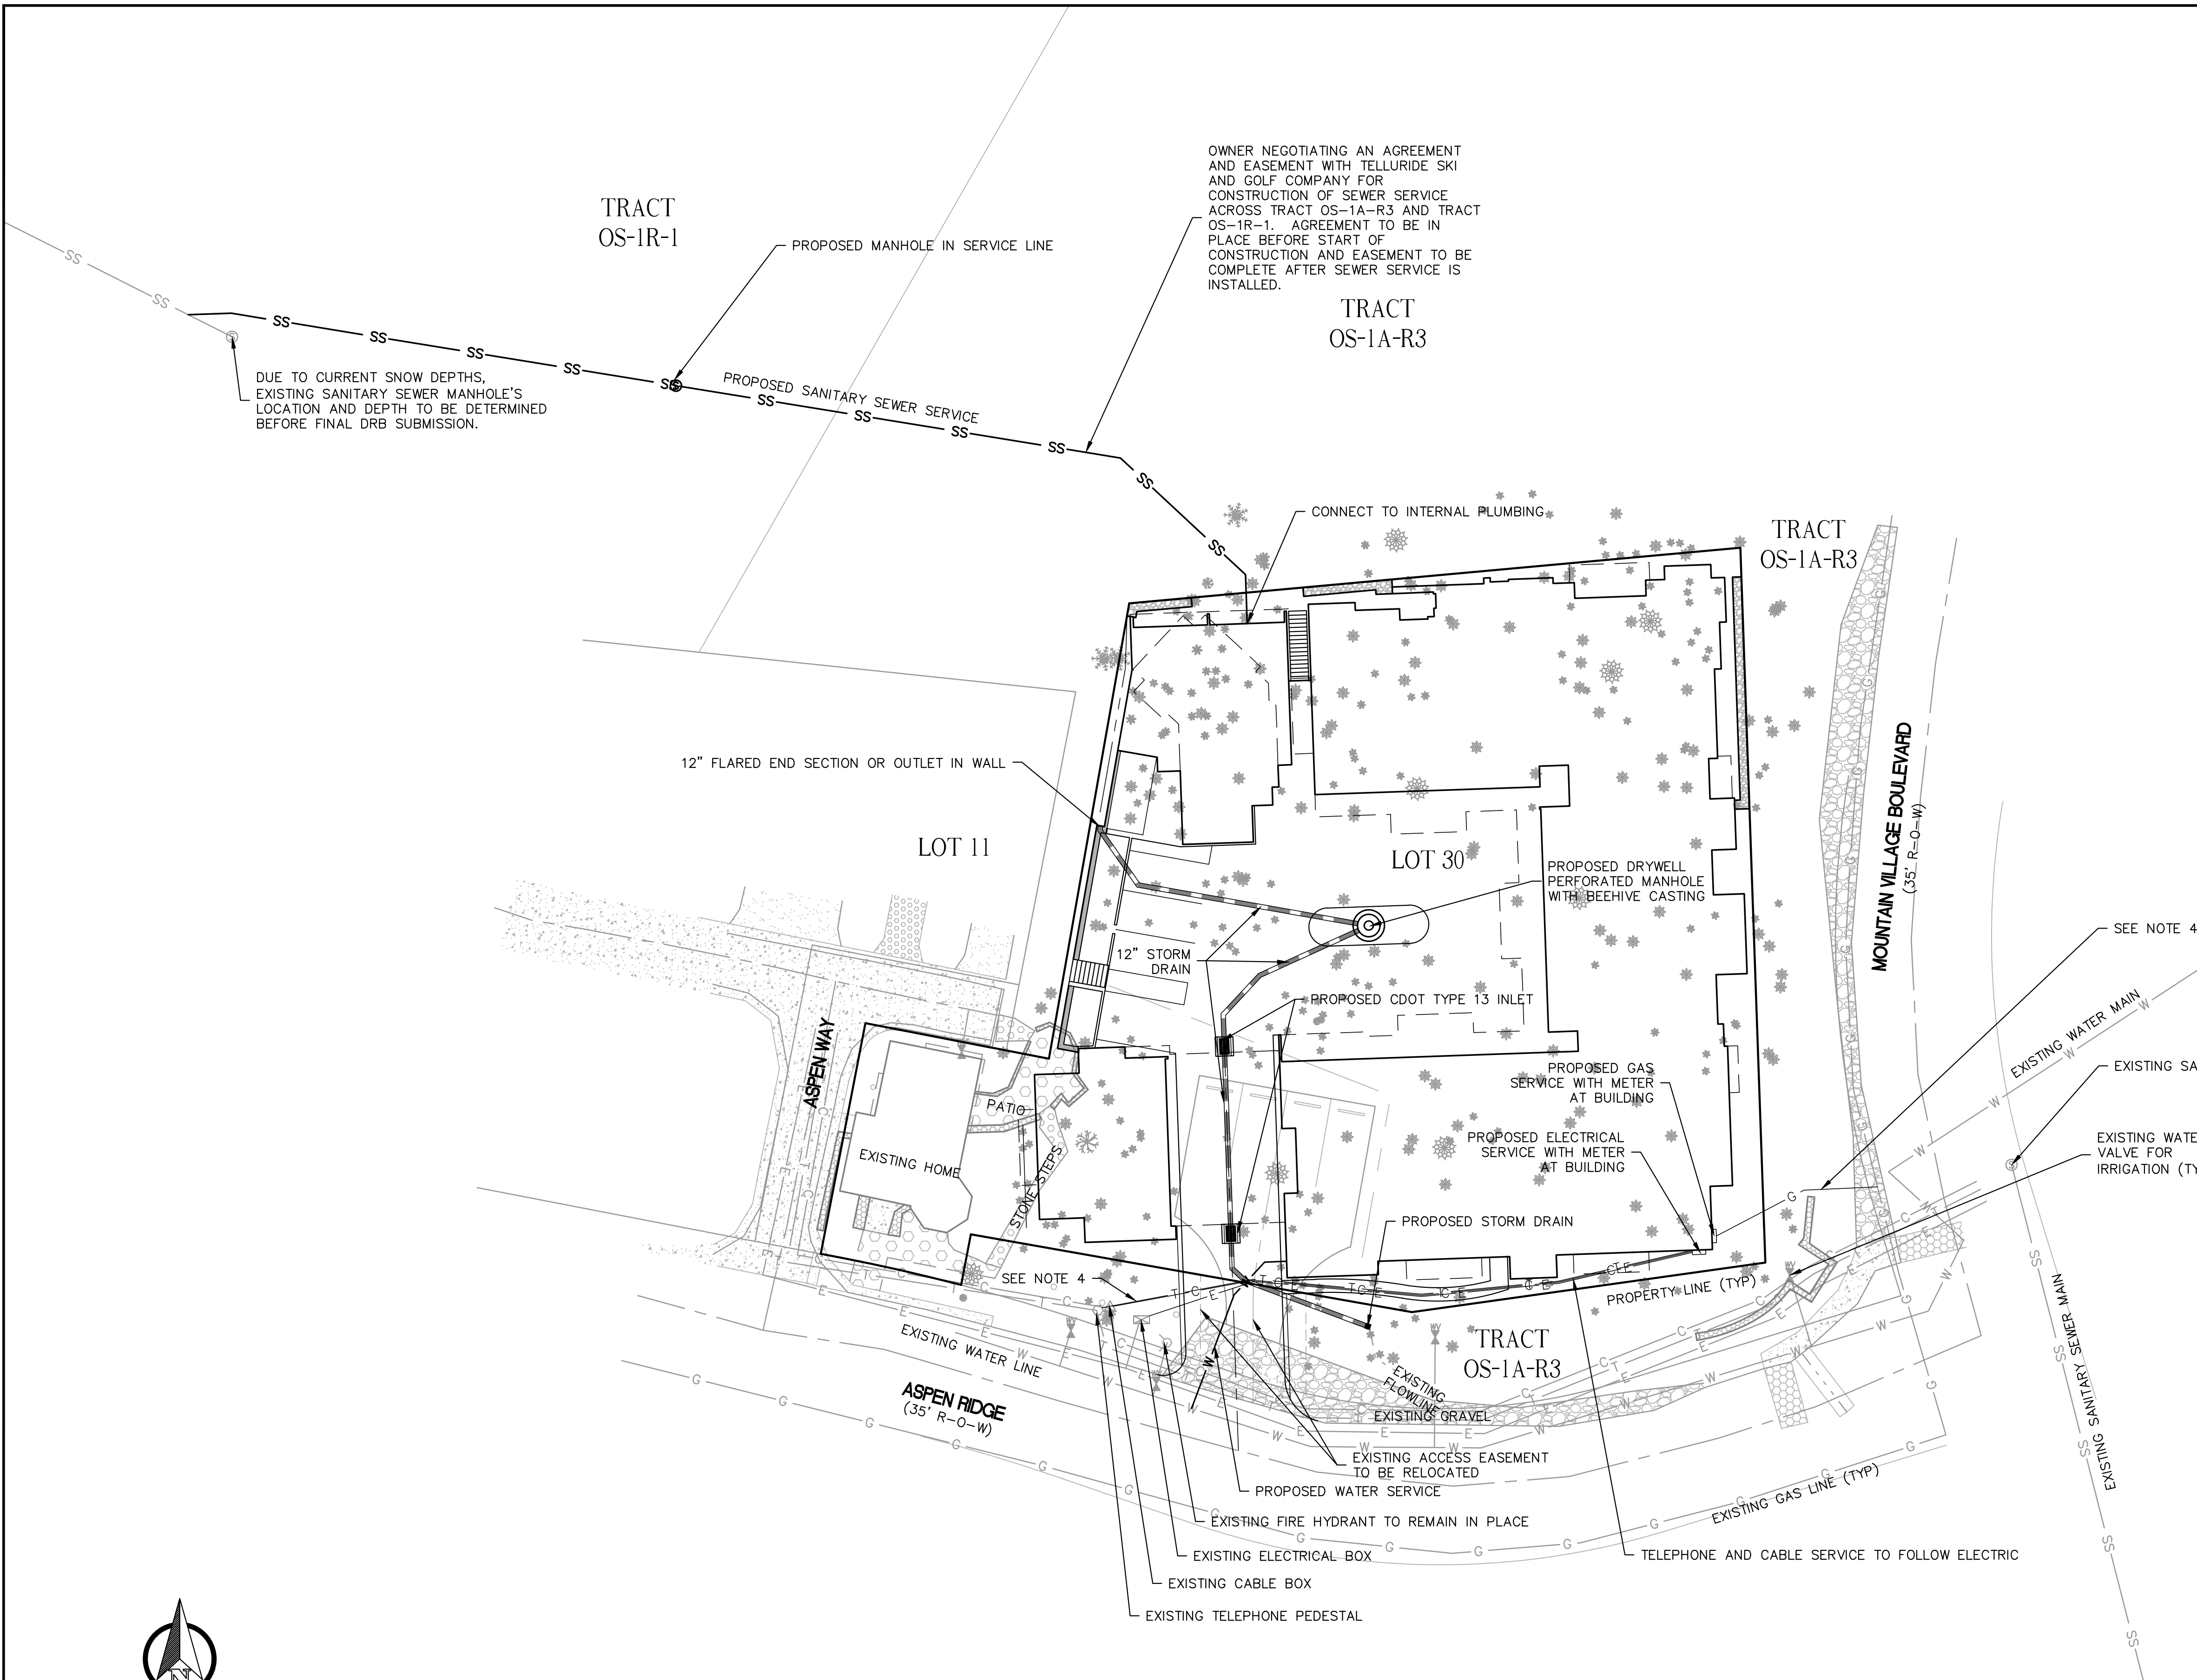 OWNER NEGOTIATING AN AGREEMENT
AND EASEMENT WITH TELLURIDE SKI
AND GOLF COMPANY FOR
CONSTRUCTION OF SEWER SERVICE
ACROSS TRACT OS-1A-R3 AND TRACT
OS-1R-1. AGREEMENT TO BE IN
PLACE BEFORE START OF
CONSTRUCTION AND EASEMENT TO BE
COMPLETE AFTER SEWER SERVICE IS
INSTALLED.
TRACT
OS-1R-1
PROPOSED MANHOLE IN SERVICE LINE
TRACT
OS-1A-R3
DUE TO CURRENT SNOW DEPTHS,
EXISTING SANITARY SEWER MANHOLE'S
LOCATION AND DEPTH TO BE DETERMINED
BEFORE FINAL DRB SUBMISSION.
PROPOSED SANITARY SEWER SERVICE
CONNECT TO INTERNAL PLUMBING
TRACT
OS-1A-R3
12" FLARED END SECTION OR OUTLET IN WALL
MOUNTAIN VILLAGE BOULEVARD
(35' R-O-W)
LOT 11
LOT 30
PROPOSED DRYWELL
PERFORATED MANHOLE
WITH BEEHIVE CASTING
SEE NOTE 4
12" STORM
DRAIN
PROPOSED CDOT TYPE 13 INLET
EXISTING WATER MAIN
ASPEN WAY
PROPOSED GAS
SERVICE WITH METER
AT BUILDING
EXISTING SA
PATIO
EXISTING HOME
STONE STEPS
PROPOSED ELECTRICAL
SERVICE WITH METER
AT BUILDING
EXISTING WATE
VALVE FOR
IRRIGATION (TY
PROPOSED STORM DRAIN
SEE NOTE 4
PROPERTY LINE (TYP)
EXISTING SANITARY SEWER MAIN
EXISTING WATER LINE
TRACT
OS-1A-R3
ASPEN RIDGE
(35' R-O-W)
EXISTING
FLOWLINE
EXISTING GRAVEL
EXISTING ACCESS EASEMENT
TO BE RELOCATED
PROPOSED WATER SERVICE
EXISTING GAS LINE (TYP)
EXISTING FIRE HYDRANT TO REMAIN IN PLACE
EXISTING ELECTRICAL BOX
TELEPHONE AND CABLE SERVICE TO FOLLOW ELECTRIC
EXISTING CABLE BOX
EXISTING TELEPHONE PEDESTAL
N